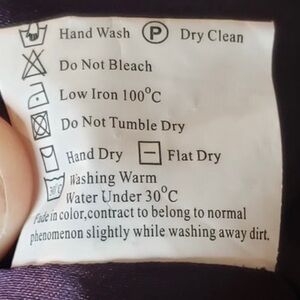 Hand Wash P Dry Clean
Do Not Bleach
Low Iron 100°C
Do Not Tumble Dry
Hand Dry Flat Dry
Washing Warm
30°C Water Under 30°C
Fade in color,contract to belong to normal
phenomenon slightly while washing away dirt.